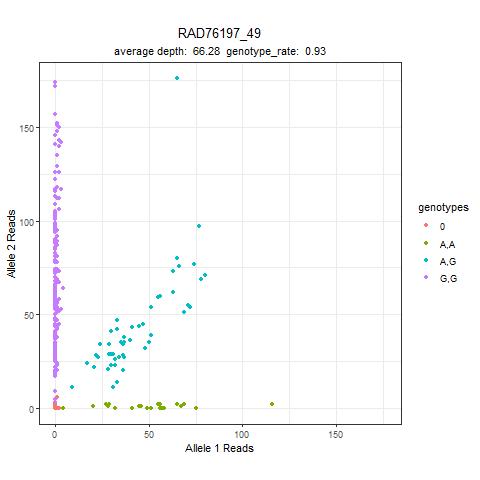 RAD76197_49
average depth:  66.28  genotype_rate:  0.93
150
100
50
0
Allele 2 Reads
0 50 100 150
Allele 1 Reads
genotypes
0
A,A
A,G
G,G